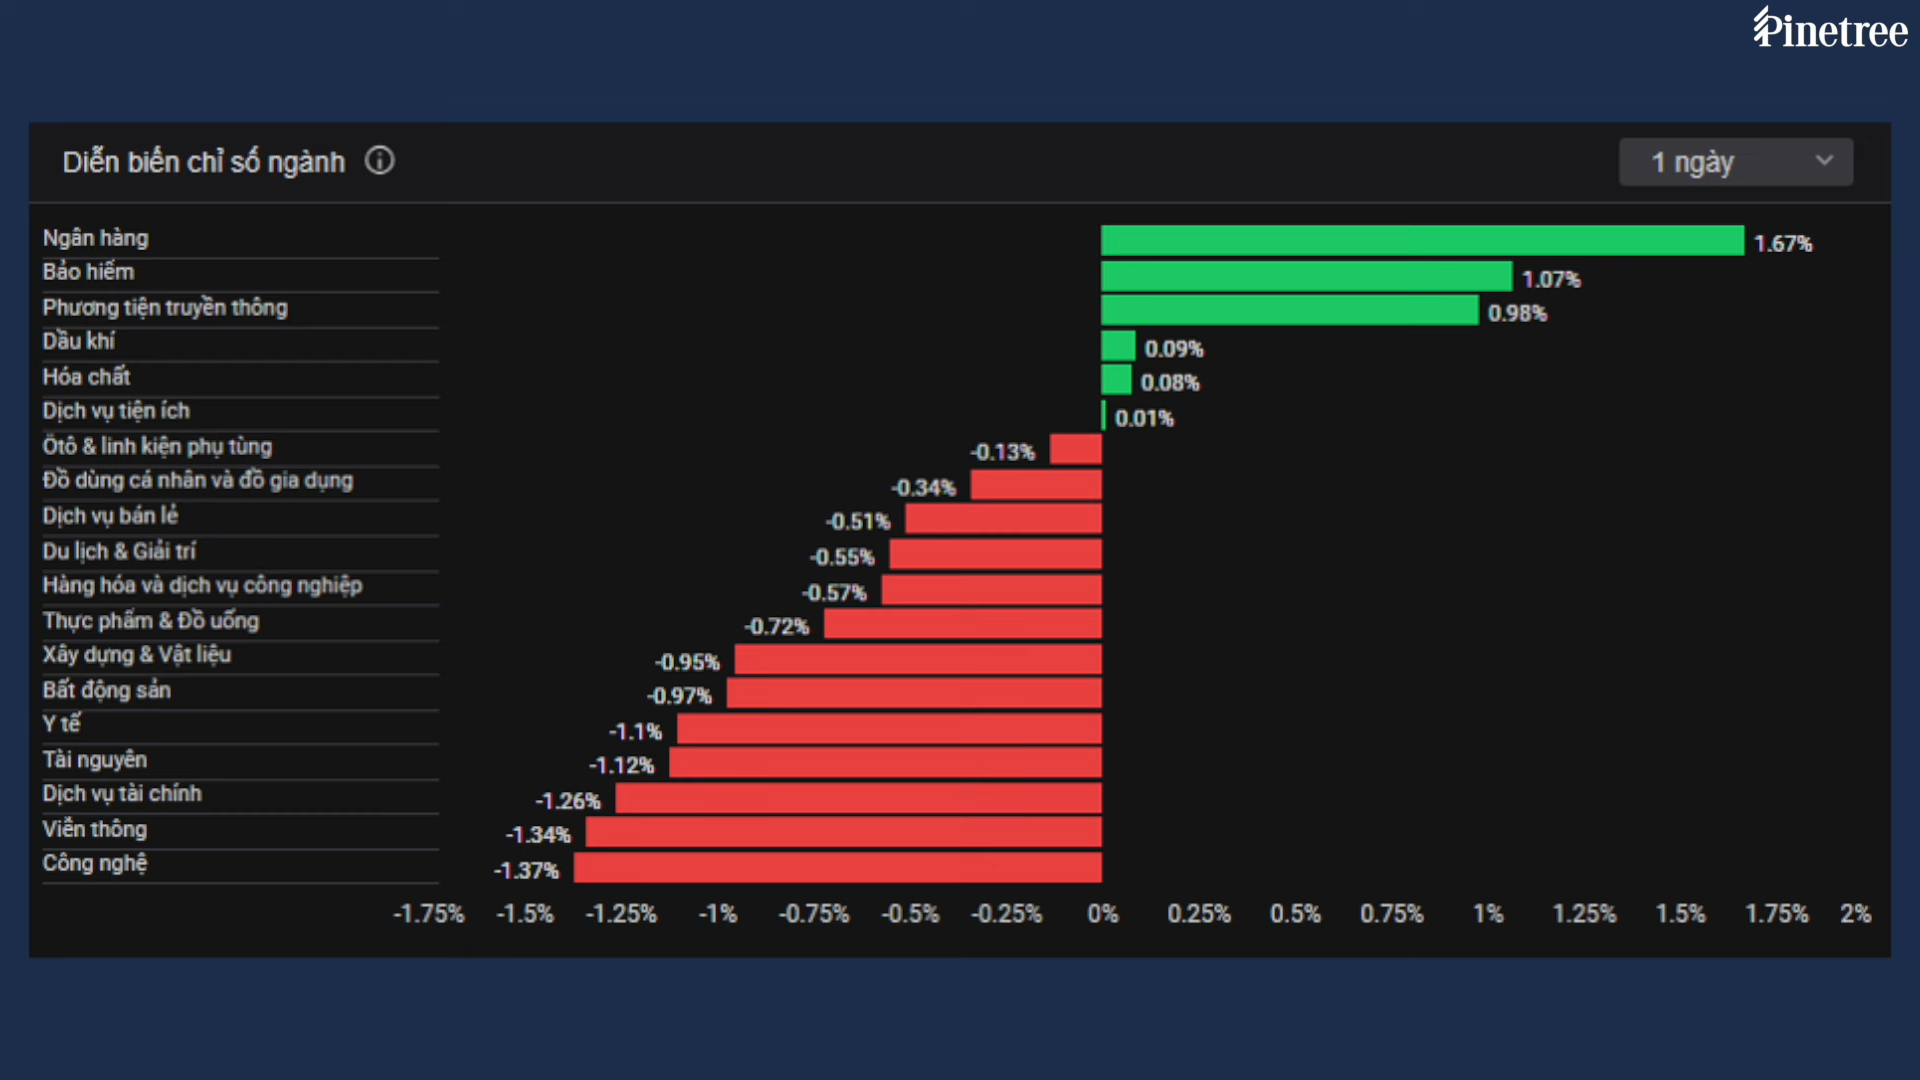 Pinetree
Diễn biến chỉ số ngành
1 ngày
Ngân hàng 1.67%
Bảo hiểm 1.07%
Phương tiện truyền thông 0.98%
Dầu khí 0.09%
Hóa chất 0.08%
Dịch vụ tiện ích 0.01%
Ôtô & linh kiện phụ tùng -0.13%
Đồ dùng cá nhân và đồ gia dụng -0.34%
Dịch vụ bán lẻ -0.51%
Du lịch & Giải trí -0.55%
Hàng hóa và dịch vụ công nghiệp -0.57%
Thực phẩm & Đồ uống -0.72%
Xây dựng & Vật liệu -0.95%
Bất động sản -0.97%
Y tế -1.1%
Tài nguyên -1.12%
Dịch vụ tài chính -1.26%
Viễn thông -1.34%
Công nghệ -1.37%
-1.75% -1.5% -1.25% -1% -0.75% -0.5% -0.25% 0% 0.25% 0.5% 0.75% 1% 1.25% 1.5% 1.75% 2%